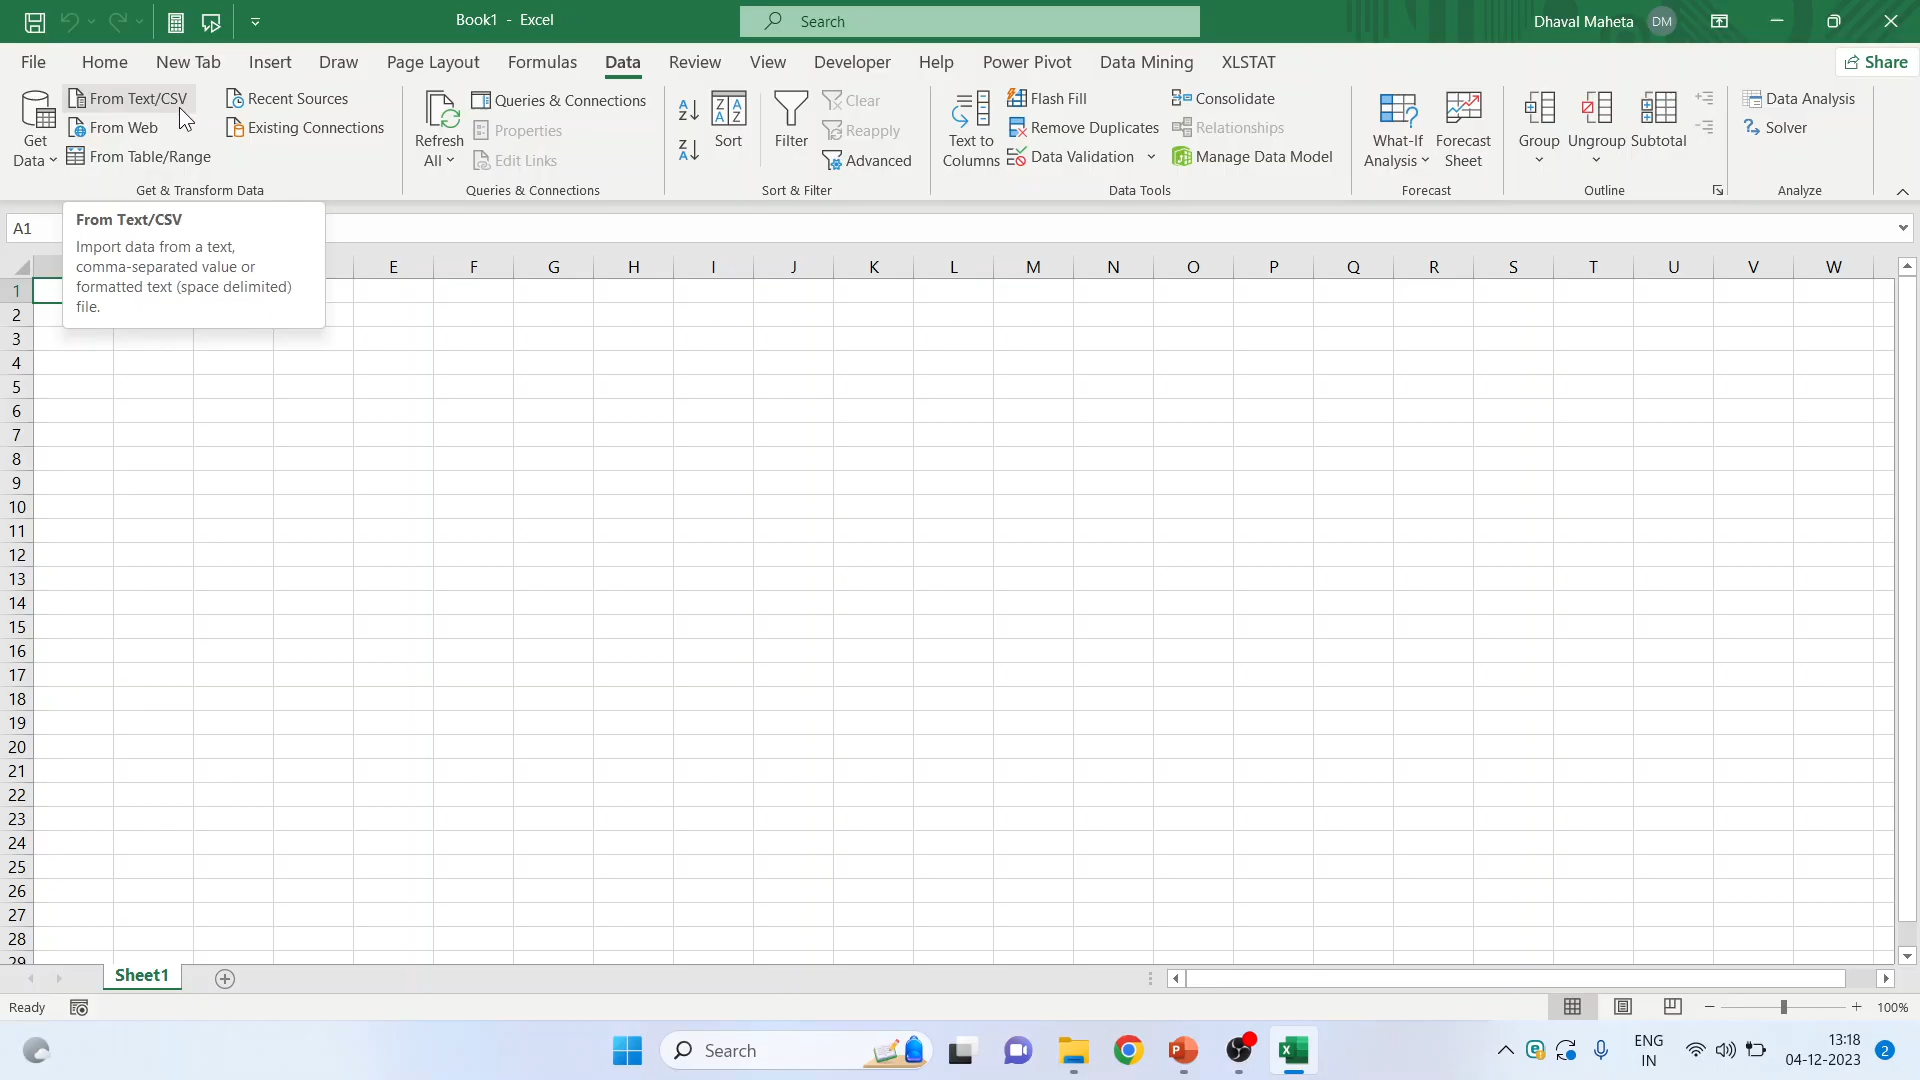 Book1 - Excel
Search
Dhaval Maheta
DM
File
Home
New Tab
Insert
Draw
Page Layout
Formulas
Data
Review
View
Developer
Help
Power Pivot
Data Mining
XLSTAT
Share
Get
Data
From Text/CSV
From Web
From Table/Range
Recent Sources
Existing Connections
Get & Transform Data
Refresh
All
Queries & Connections
Properties
Edit Links
Queries & Connections
Sort
Filter
Clear
Reapply
Advanced
Sort & Filter
Text to
Columns
Flash Fill
Remove Duplicates
Data Validation
Consolidate
Relationships
Manage Data Model
Data Tools
What-If
Analysis
Forecast
Sheet
Forecast
Group
Ungroup
Subtotal
Outline
Data Analysis
Solver
Analyze
A1
From Text/CSV
Import data from a text,
comma-separated value or
formatted text (space delimited)
file.
E F G H I J K L M N O P Q R S T U V W
1
2
3
4
5
6
7
8
9
10
11
12
13
14
15
16
17
18
19
20
21
22
23
24
25
26
27
28
29
Sheet1
Ready
100%
Search
ENG
IN
13:18
04-12-2023
2